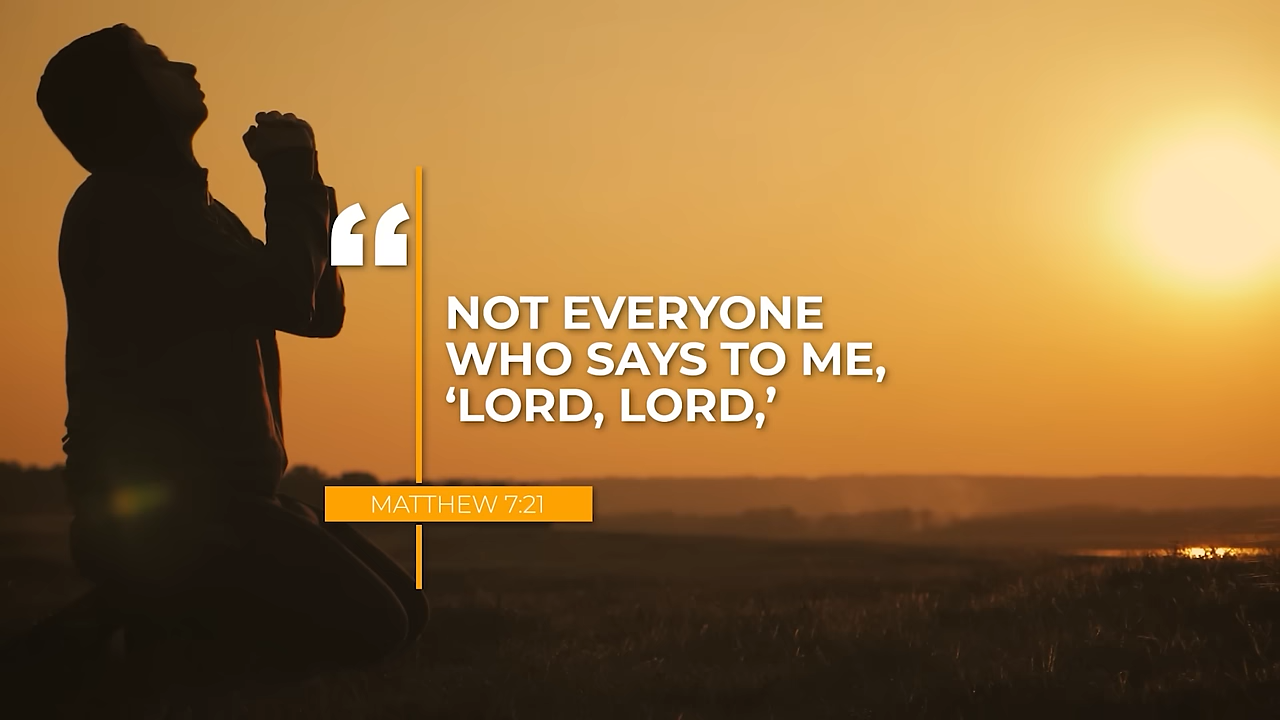 “
NOT EVERYONE
WHO SAYS TO ME,
‘LORD, LORD,’
MATTHEW 7:21